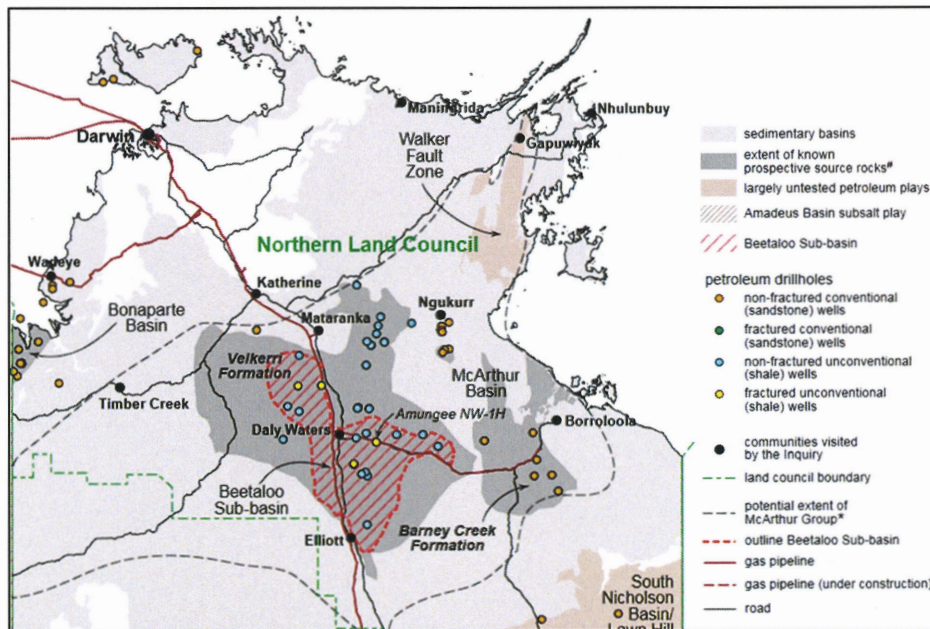 Maningrida
Nhulunbuy
Darwin
Walker
Fault
Zone
Gapuwiyak
Northern Land Council
Wadeye
Katherine
Bonaparte
Basin
Mataranka
Ngukurr
Velkerri
Formation
McArthur
Basin
Timber Creek
Amungee NW-1H
Daly Waters
Borroloola
Beetaloo
Sub-basin
Barney Creek
Formation
Elliott
South
Nicholson
Basin/
Lawn Hill
sedimentary basins
extent of known
prospective source rocks#
largely untested petroleum plays
Amadeus Basin subsalt play
Beetaloo Sub-basin
petroleum drillholes
non-fractured conventional
(sandstone) wells
fractured conventional
(sandstone) wells
non-fractured unconventional
(shale) wells
fractured unconventional
(shale) wells
communities visited
by the Inquiry
land council boundary
potential extent of
McArthur Group*
outline Beetaloo Sub-basin
gas pipeline
gas pipeline (under construction)
road